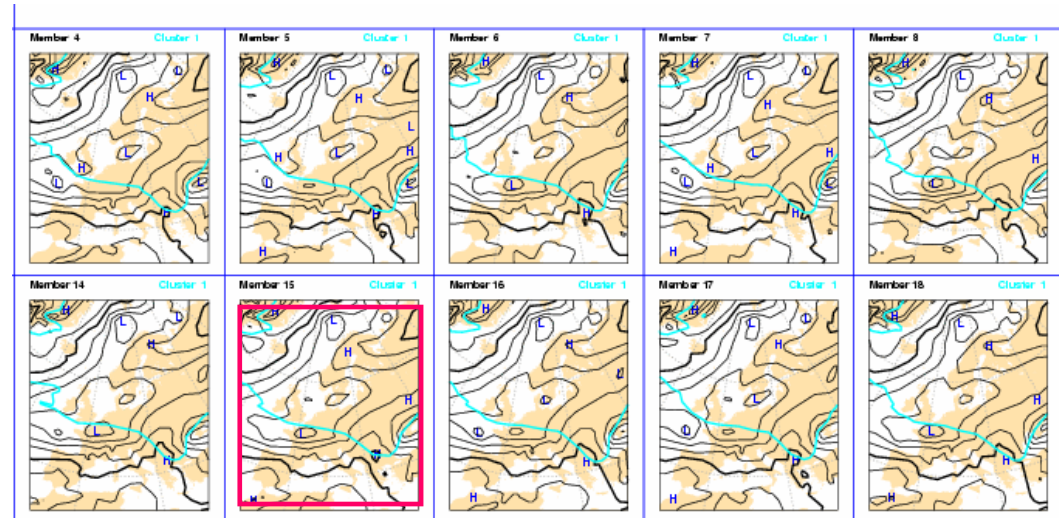 Member 4 Cluster 1 Member 5 Cluster 1 Member 6 Cluster 1 Member 7 Cluster 1 Member 8 Cluster 1
H L L H L H L
H L L H L H L H
L H L
H L L H L H L H
H H
Member 14 Cluster 1 Member 15 Cluster 1 Member 16 Cluster 1 Member 17 Cluster 1 Member 18 Cluster 1
H L L H L H
H L H L H H
H L H L L L H L H
L H L
H H